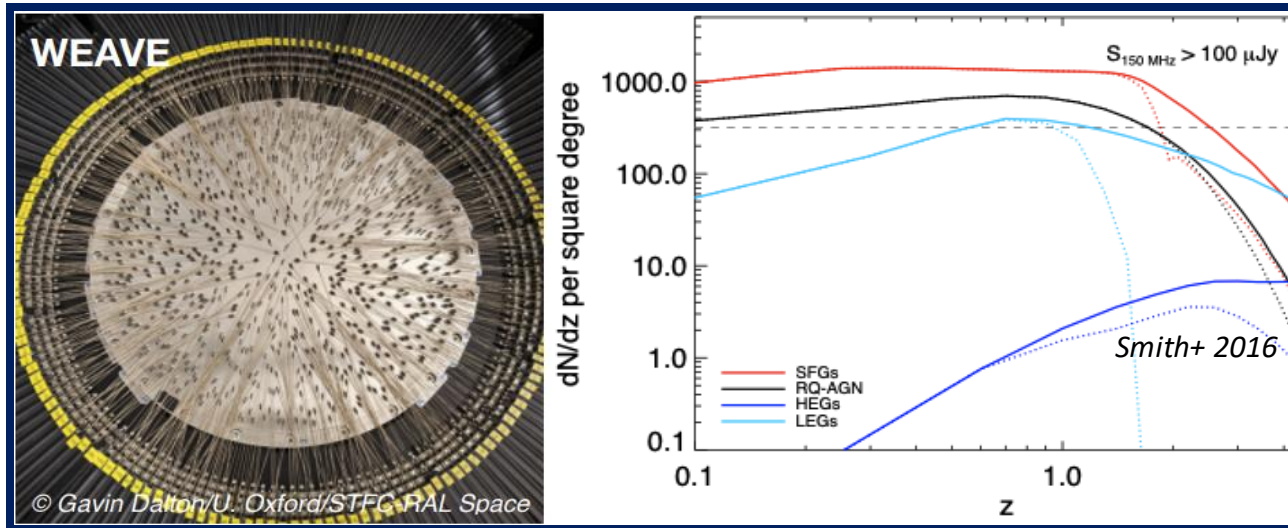 WEAVE
© Gavin Dalton/U. Oxford/STFC-RAL Space
dN/dz per square degree
1000.0
100.0
10.0
1.0
0.1
S150 MHz > 100 μJy
Smith+ 2016
SFGs
RQ-AGN
HEGs
LEGs
0.1
1.0
z